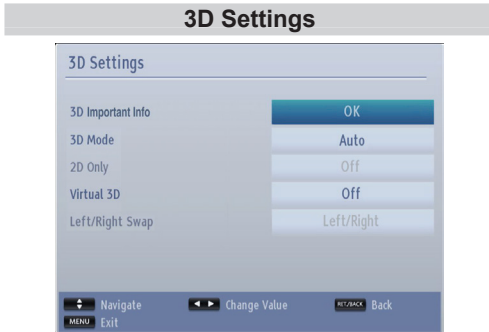 3D Settings
3D Settings
3D Important Info OK
3D Mode Auto
2D Only Off
Virtual 3D Off
Left/Right Swap Left/Right
Navigate Change Value RET./BACK Back
MENU Exit